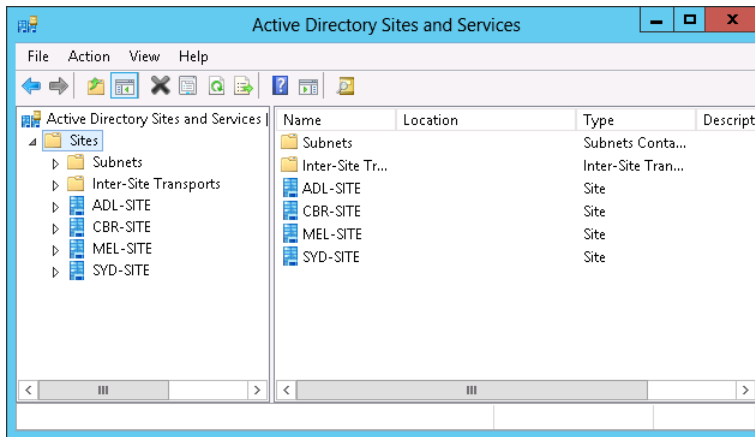 Active Directory Sites and Services
File Action View Help
Active Directory Sites and Services
Sites
Subnets
Inter-Site Transports
ADL-SITE
CBR-SITE
MEL-SITE
SYD-SITE
Name Location Type Descript
Subnets Subnets Conta...
Inter-Site Tr... Inter-Site Tran...
ADL-SITE Site
CBR-SITE Site
MEL-SITE Site
SYD-SITE Site